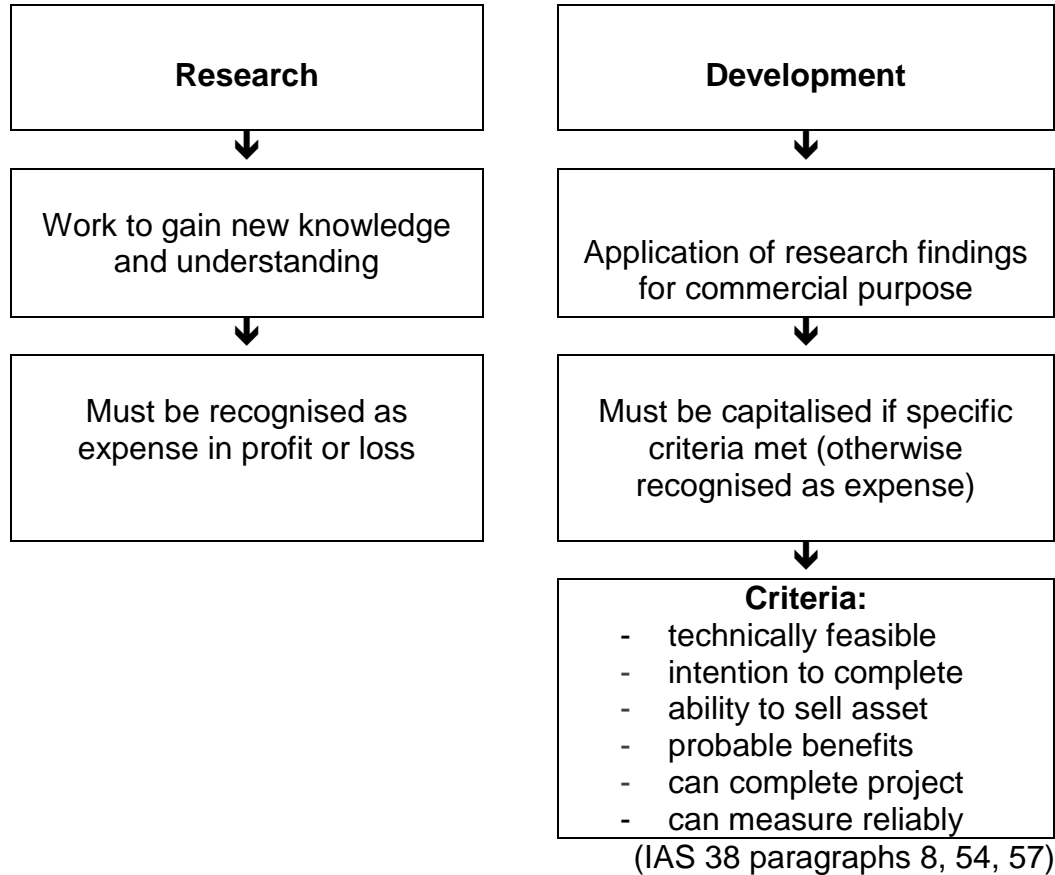 Research
Work to gain new knowledge
and understanding
Must be recognised as
expense in profit or loss
Development
Application of research findings
for commercial purpose
Must be capitalised if specific
criteria met (otherwise
recognised as expense)
Criteria:
- technically feasible
- intention to complete
- ability to sell asset
- probable benefits
- can complete project
- can measure reliably
(IAS 38 paragraphs 8, 54, 57)